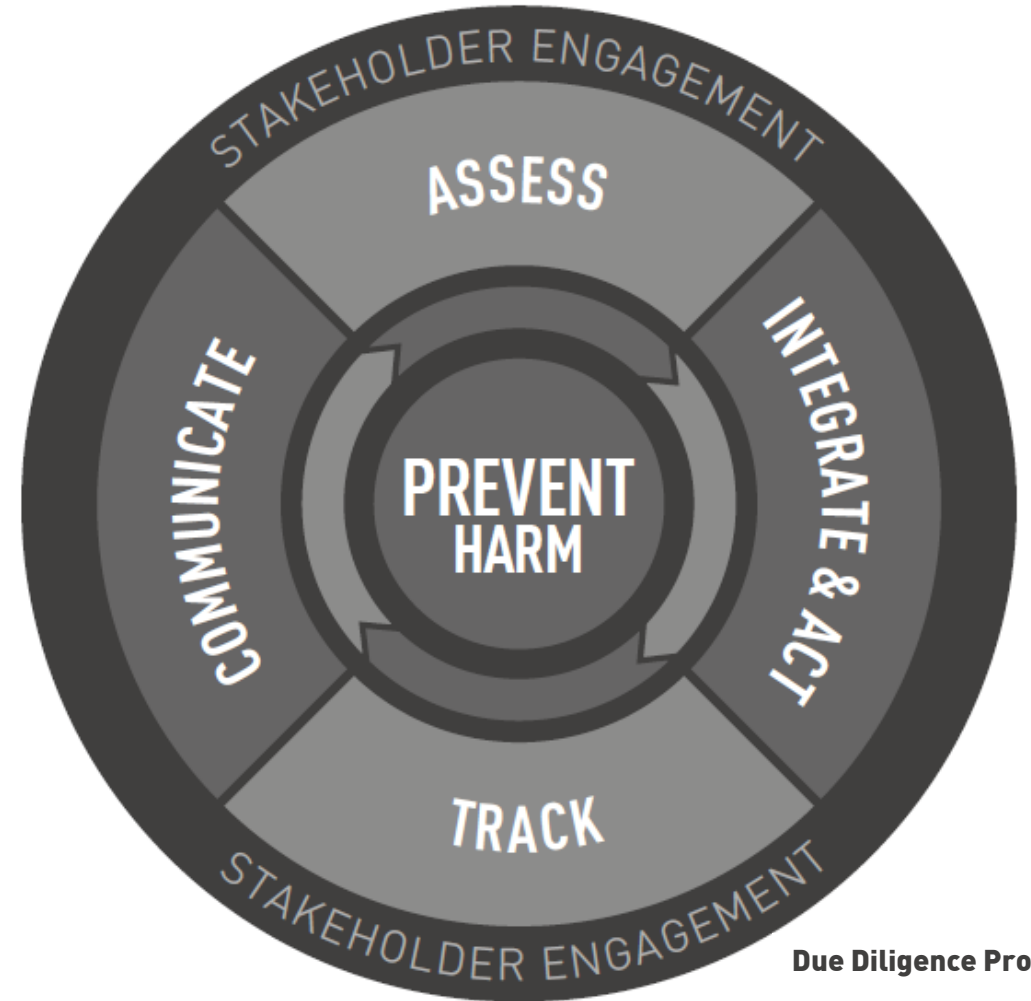 STAKEHOLDER ENGAGEMENT
ASSESS
INTEGRATE & ACT
TRACK
COMMUNICATE
PREVENT
HARM
STAKEHOLDER ENGAGEMENT
Due Diligence Pro